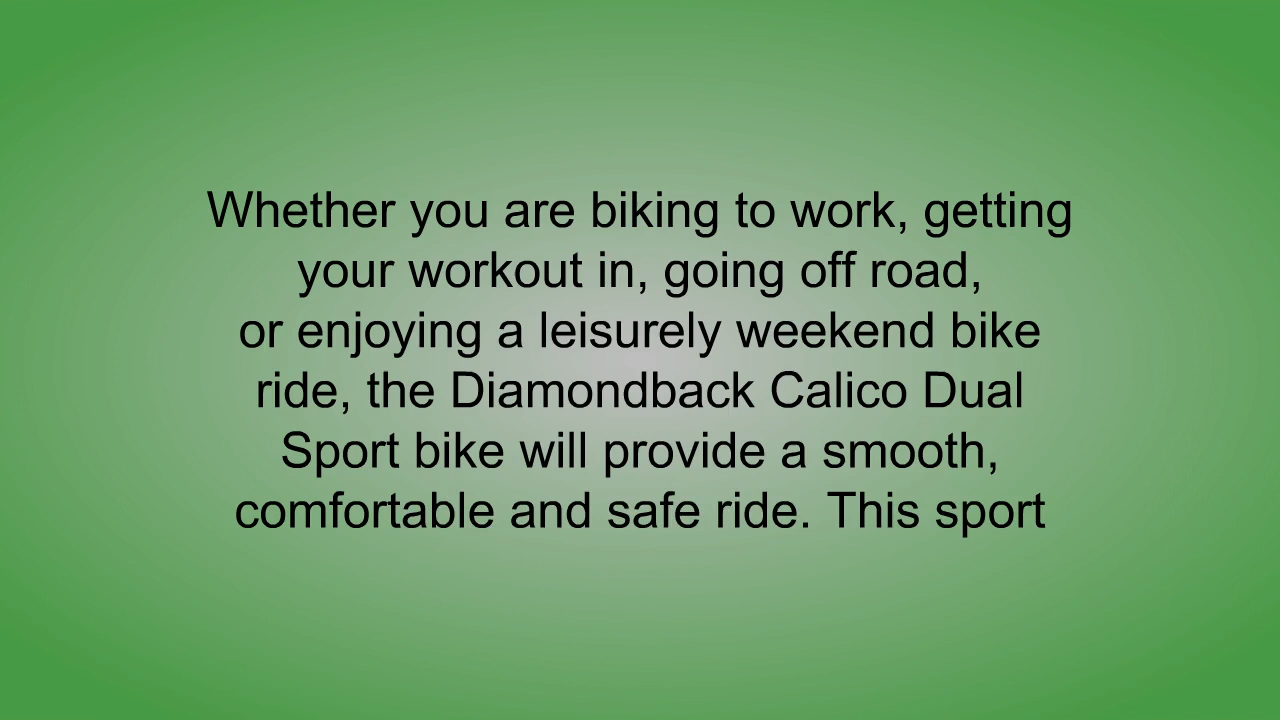 Whether you are biking to work, getting
your workout in, going off road,
or enjoying a leisurely weekend bike
ride, the Diamondback Calico Dual
Sport bike will provide a smooth,
comfortable and safe ride. This sport